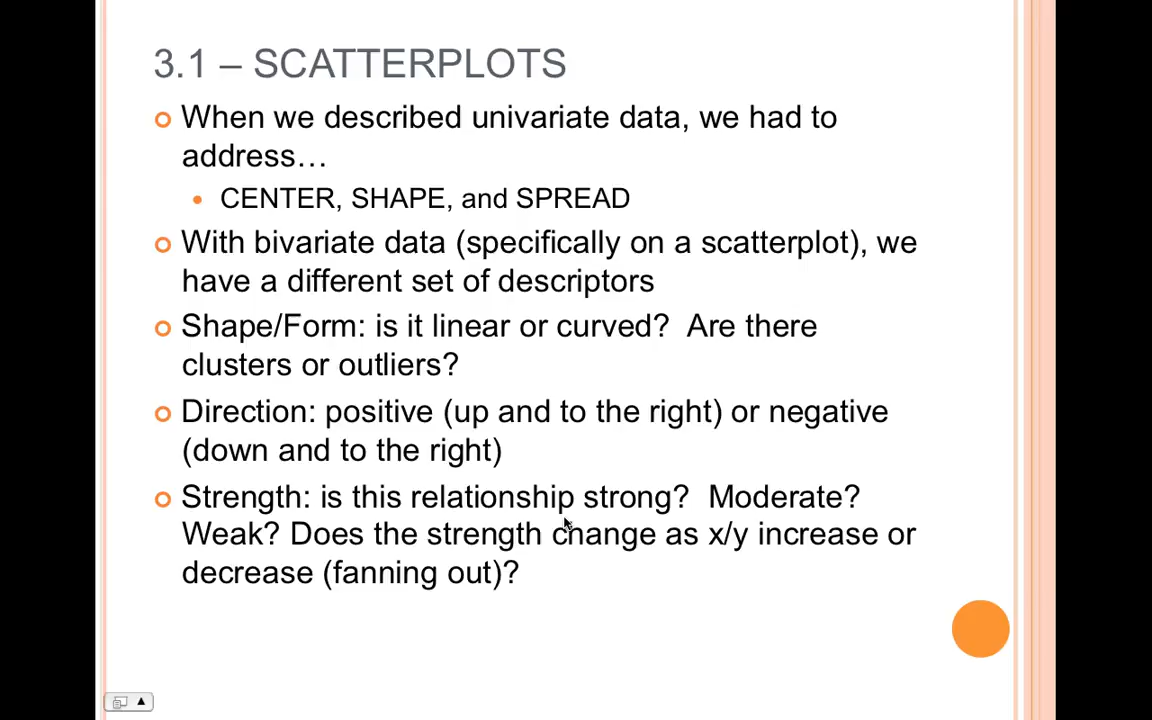 3.1 – SCATTERPLOTS
When we described univariate data, we had to
address…
CENTER, SHAPE, and SPREAD
With bivariate data (specifically on a scatterplot), we
have a different set of descriptors
Shape/Form: is it linear or curved?  Are there
clusters or outliers?
Direction: positive (up and to the right) or negative
(down and to the right)
Strength: is this relationship strong?  Moderate?
Weak? Does the strength change as x/y increase or
decrease (fanning out)?